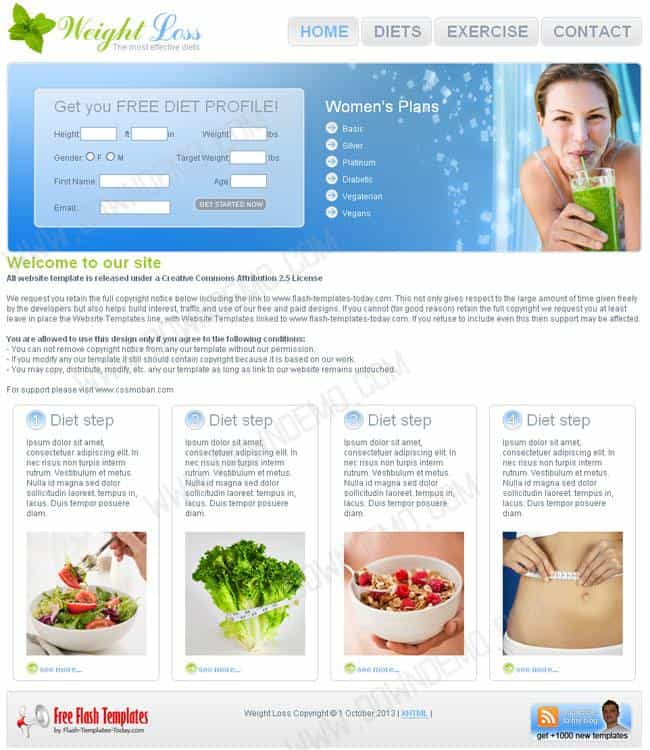 Weight Loss
The most effective diets
HOME
DIETS
EXERCISE
CONTACT
Get you FREE DIET PROFILE!
Height: ft in Weight: lbs.
Gender: F M Target Weight: lbs.
First Name: Age:
Email: GET STARTED NOW
Women's Plans
Basic
Silver
Platinum
Diabetic
Vegaterian
Vegans
Welcome to our site
All website template is released under a Creative Commons Attribution 2.5 License
We request you retain the full copyright notice below including the link to www.flash-templates-today.com. This not only gives respect to the large amount of time given freely
by the developers but also helps build interest, traffic and use of our free and paid designs. If you cannot (for good reason) retain the full copyright we request you at least
leave in place the Website Templates line, with Website Templates linked to www.flash-templates-today.com. If you refuse to include even this then support may be affected.
You are allowed to use this design only if you agree to the following conditions:
- You can not remove copyright notice from any our template without our permission.
- If you modify any our template it still should contain copyright because it is based on our work.
- You may copy, distribute, modify, etc. any our template as long as link to our website remains untouched.
For support please visit www.cssmoban.com
1 Diet step
Ipsum dolor sit amet,
consectetuer adipiscing elit. In
nec risus non turpis interm
rutrum. Vestibulum et metus.
Nulla id magna sed dolor
sollicitudin laoreet. tempus in,
lacus. Duis tempus posuere
diam.
see more...
2 Diet step
Ipsum dolor sit amet,
consectetuer adipiscing elit. In
nec risus non turpis interm
rutrum. Vestibulum et metus.
Nulla id magna sed dolor
sollicitudin laoreet. tempus in,
lacus. Duis tempus posuere
diam.
see more...
3 Diet step
Ipsum dolor sit amet,
consectetuer adipiscing elit. In
nec risus non turpis interm
rutrum. Vestibulum et metus.
Nulla id magna sed dolor
sollicitudin laoreet. tempus in,
lacus. Duis tempus posuere
diam.
see more...
4 Diet step
Ipsum dolor sit amet,
consectetuer adipiscing elit. In
nec risus non turpis interm
rutrum. Vestibulum et metus.
Nulla id magna sed dolor
sollicitudin laoreet. tempus in,
lacus. Duis tempus posuere
diam.
see more...
Free Flash Templates
by Flash-Templates-Today.com
Weight Loss Copyright © 1 October 2013 | XHTML |
to my blog
get +1000 new templates
WWW.DOWNDEMO.COM
WWW.DOWNDEMO.COM
WWW.DOWNDEMO.COM